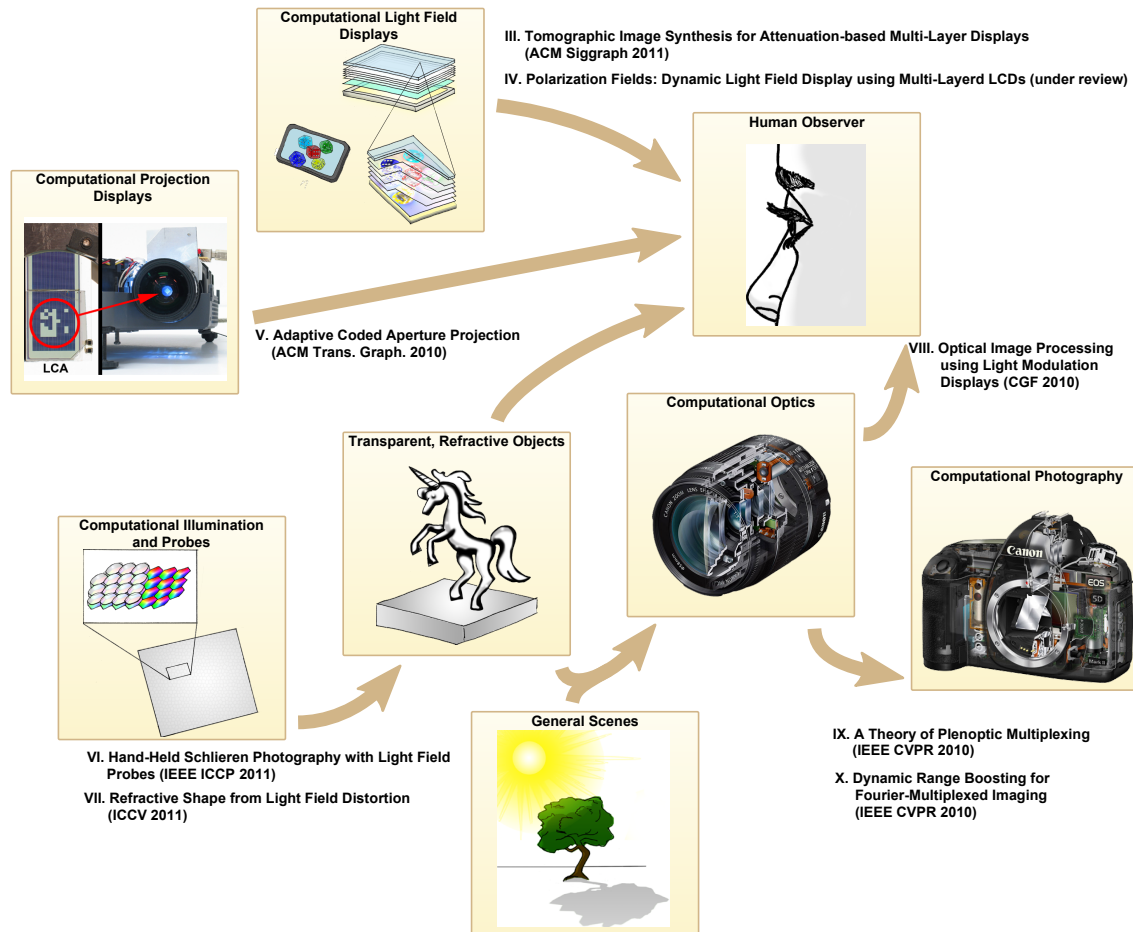 Computational Light Field
Displays
III. Tomographic Image Synthesis for Attenuation-based Multi-Layer Displays
(ACM Siggraph 2011)
IV. Polarization Fields: Dynamic Light Field Display using Multi-Layerd LCDs (under review)
Human Observer
Computational Projection
Displays
LCA
V. Adaptive Coded Aperture Projection
(ACM Trans. Graph. 2010)
VIII. Optical Image Processing
using Light Modulation
Displays (CGF 2010)
Computational Optics
Transparent, Refractive Objects
Computational Photography
Canon
EOS
5D
Mark II
Computational Illumination
and Probes
General Scenes
VI. Hand-Held Schlieren Photography with Light Field
Probes (IEEE ICCP 2011)
VII. Refractive Shape from Light Field Distortion
(ICCV 2011)
IX. A Theory of Plenoptic Multiplexing
(IEEE CVPR 2010)
X. Dynamic Range Boosting for
Fourier-Multiplexed Imaging
(IEEE CVPR 2010)